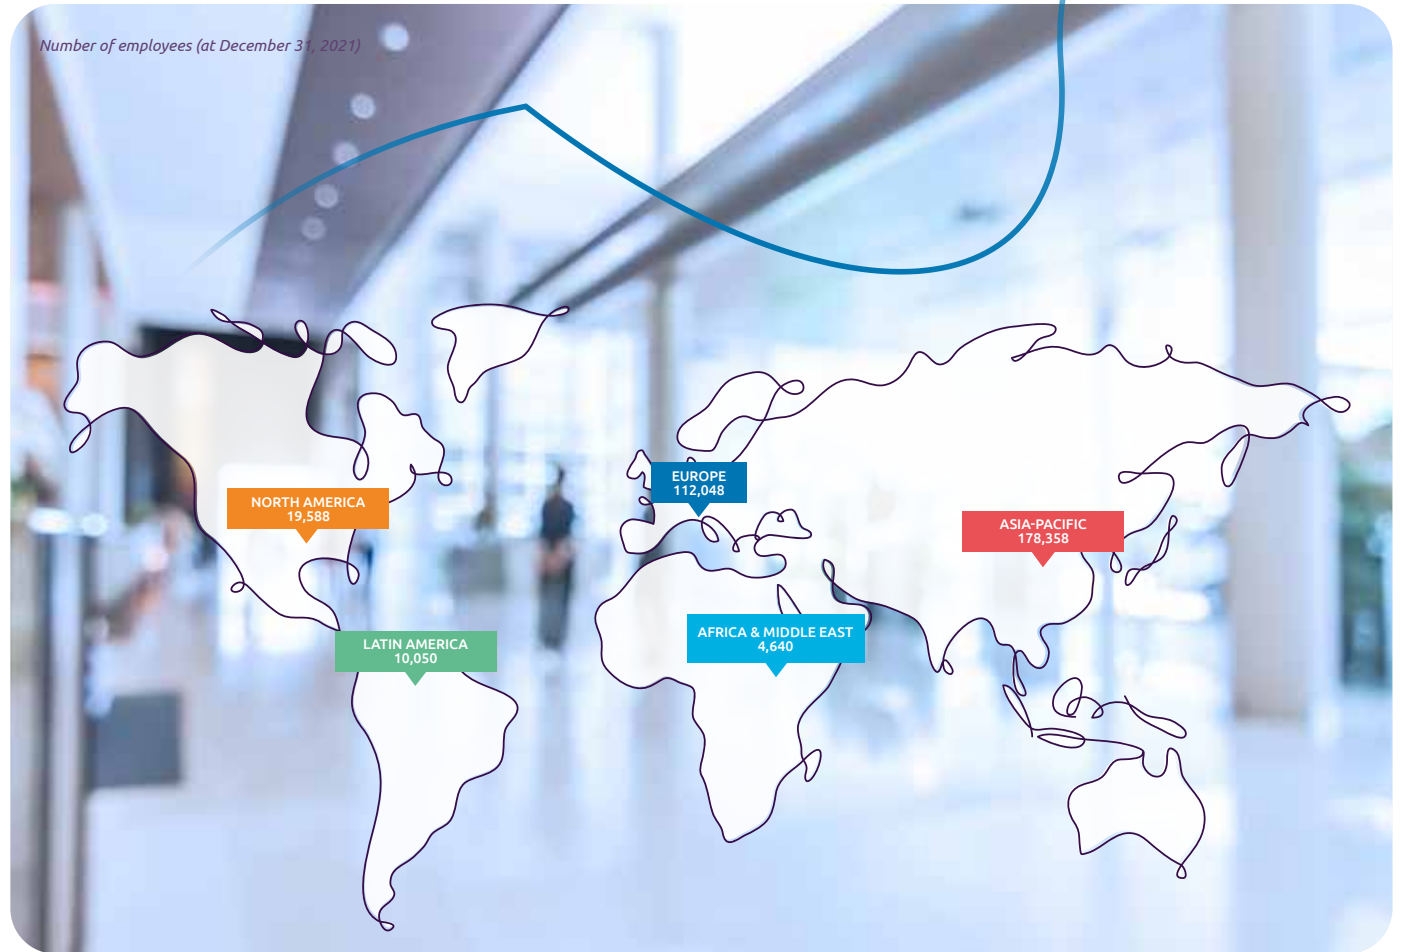 Number of employees (at December 31, 2021)
EUROPE
112,048
NORTH AMERICA
19,588
ASIA-PACIFIC
178,358
AFRICA & MIDDLE EAST
4,640
LATIN AMERICA
10,050